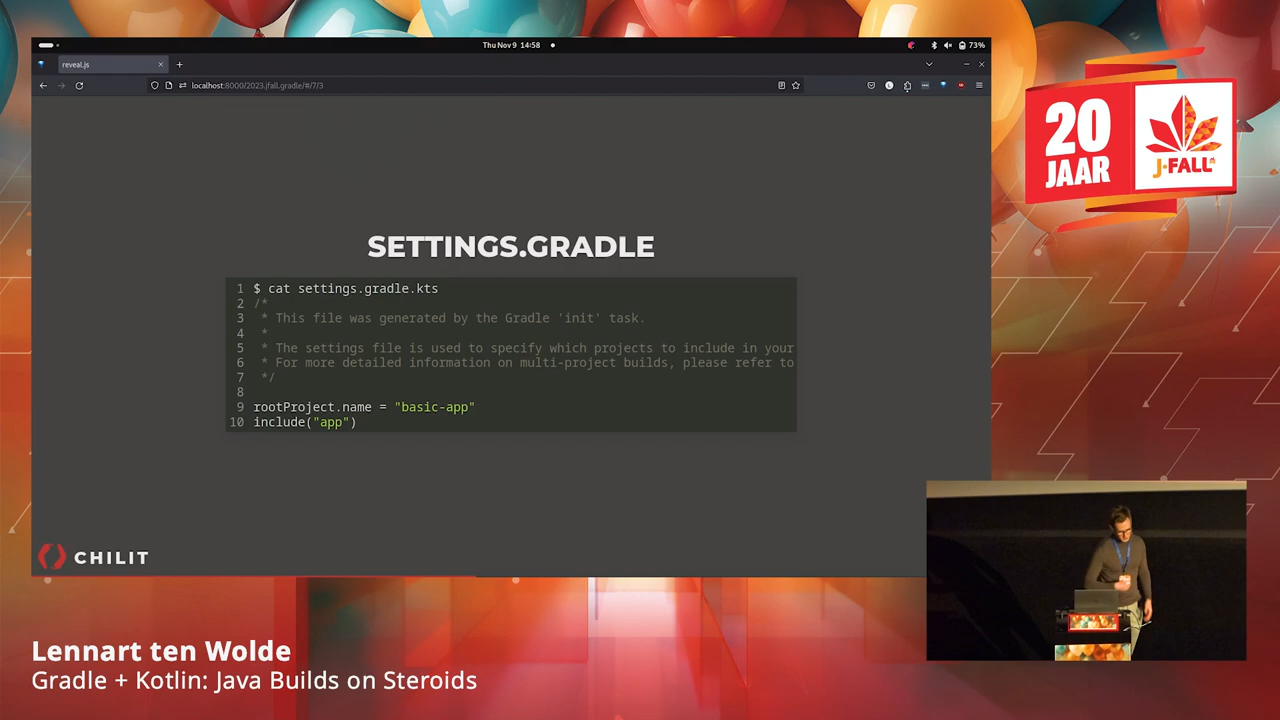 Thu Nov 9 14:58
73%
reveal.js
localhost:8000/2023.jfall.gradle/#/7/3
20
JAAR
J-FALL
SETTINGS.GRADLE
1 $ cat settings.gradle.kts
2 /*
3 * This file was generated by the Gradle 'init' task.
4 *
5 * The settings file is used to specify which projects to include in your
6 * For more detailed information on multi-project builds, please refer to
7 */
8
9 rootProject.name = "basic-app"
10 include("app")
CHILIT
Lennart ten Wolde
Gradle + Kotlin: Java Builds on Steroids